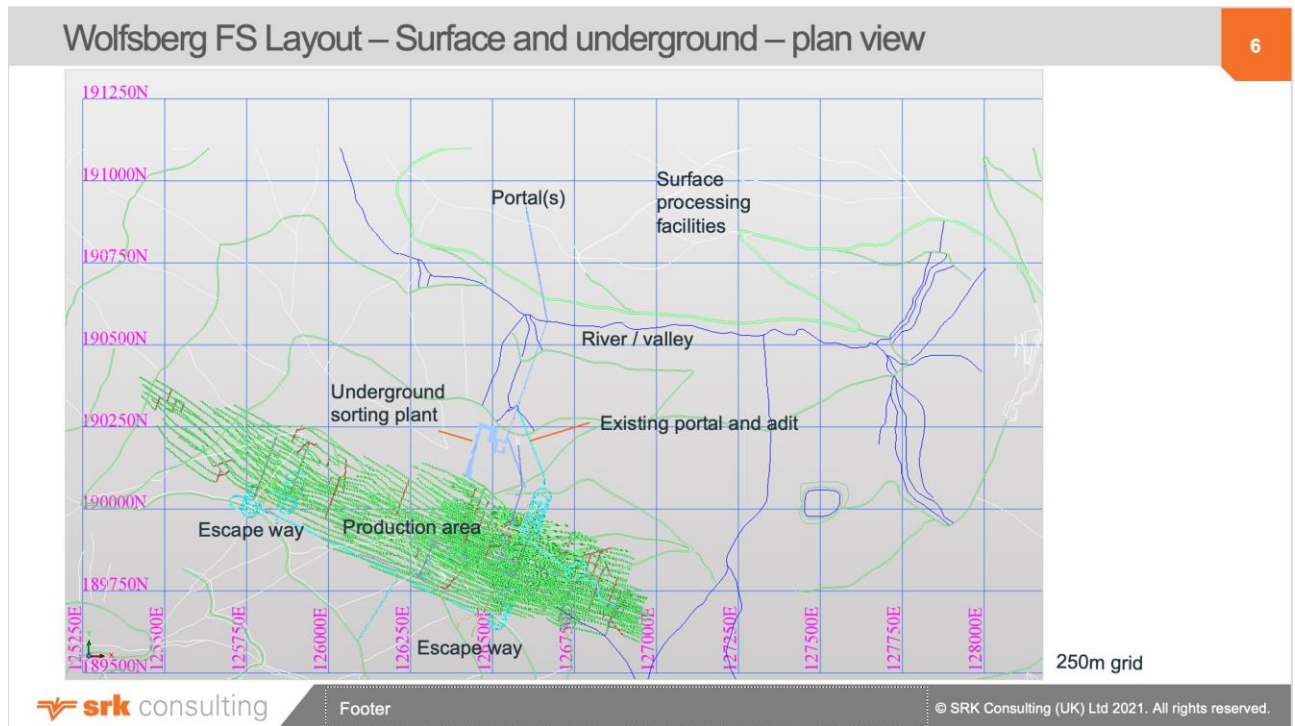 Wolfsberg FS Layout – Surface and underground – plan view
6
191250N
191000N
Portal(s)
Surface
processing
facilities
190750N
190500N
River / valley
Underground
sorting plant
190250N
Existing portal and adit
190000N
Escape way
Production area
189750N
125250E
125500E
125750E
126000E
126250E
126500E
126750E
127000E
127250E
127500E
127750E
128000E
Escape way
189500N
Y
X
250m grid
srk consulting
Footer
© SRK Consulting (UK) Ltd 2021. All rights reserved.